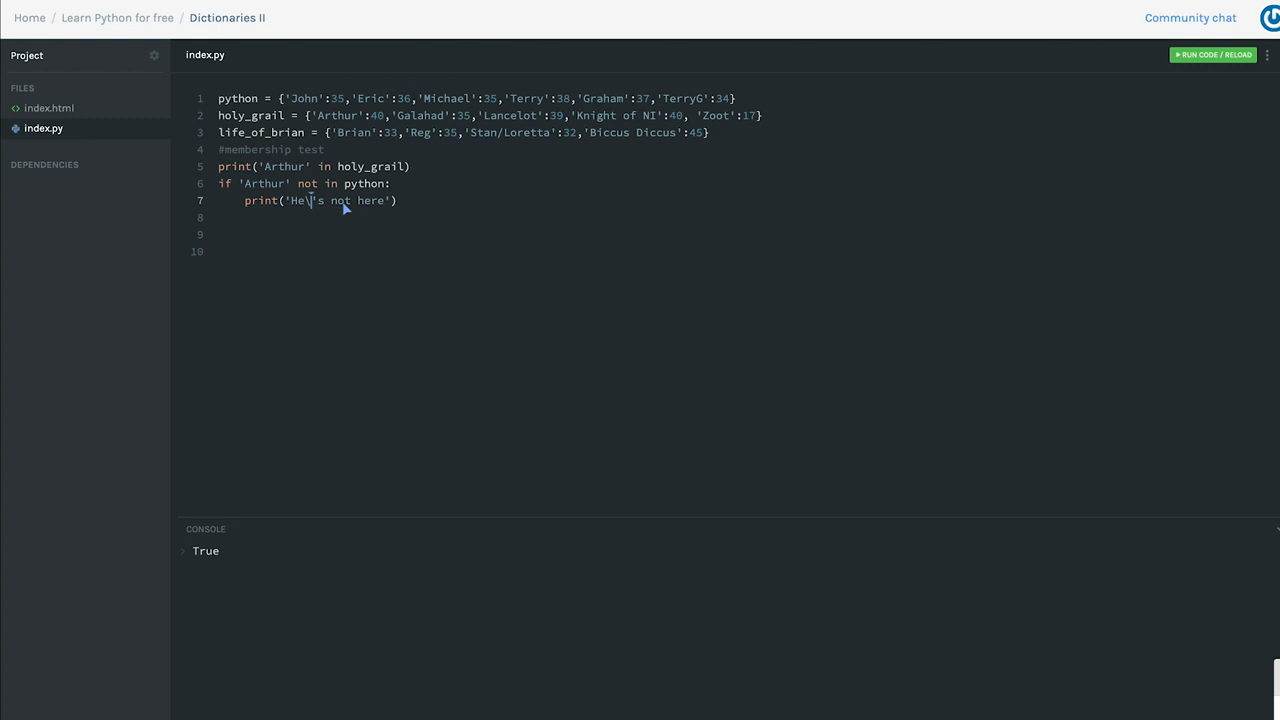 Home / Learn Python for free / Dictionaries II
Community chat
Project
index.py
RUN CODE / RELOAD
FILES
index.html
index.py
DEPENDENCIES
1 python = {'John':35,'Eric':36,'Michael':35,'Terry':38,'Graham':37,'TerryG':34}
2 holy_grail = {'Arthur':40,'Galahad':35,'Lancelot':39,'Knight of NI':40, 'Zoot':17}
3 life_of_brian = {'Brian':33,'Reg':35,'Stan/Loretta':32,'Biccus Diccus':45}
4 #membership test
5 print('Arthur' in holy_grail)
6 if 'Arthur' not in python:
7     print('He\'s not here')
8
9
10
CONSOLE
> True